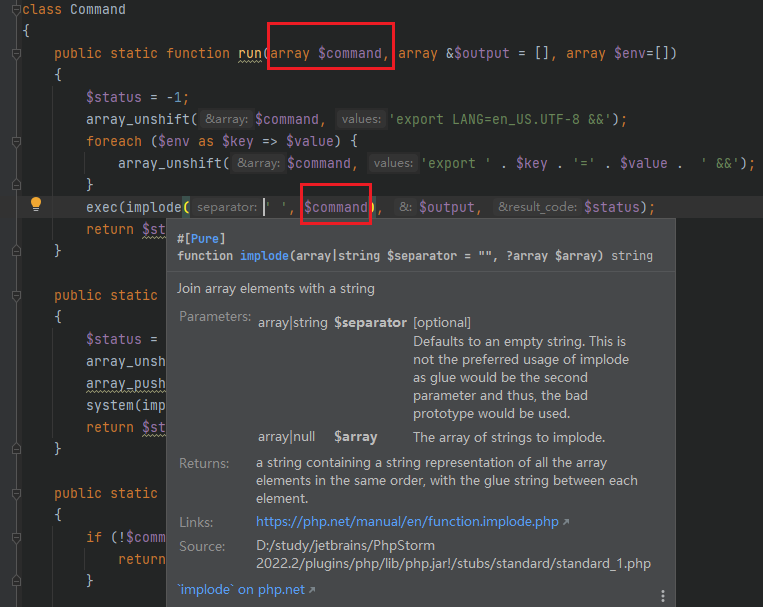 class Command
{
public static function run(array $command, array &$output = [], array $env=[])
{
$status = -1;
array_unshift( &array: $command, values: 'export LANG=en_US.UTF-8 &&');
foreach ($env as $key => $value) {
array_unshift( &array: $command, values: 'export ' . $key . '=' . $value . ' &&');
}
exec(implode( separator: ' ', $command), &: $output, &result_code: $status);
return $st
}
#[Pure]
function implode(array|string $separator = "", ?array $array) string
Join array elements with a string
Parameters: array|string $separator [optional]
Defaults to an empty string. This is
not the preferred usage of implode
as glue would be the second
parameter and thus, the bad
prototype would be used.
array|null $array The array of strings to implode.
Returns: a string containing a string representation of all the array
elements in the same order, with the glue string between each
element.
Links: https://php.net/manual/en/function.implode.php
Source: D:/study/jetbrains/PhpStorm
2022.2/plugins/php/lib/php.jar!/stubs/standard/standard_1.php
`implode` on php.net
public static
{
$status =
array_unsh
array_push
system(imp
return $st
}
public static
{
if (!$comm
return
}